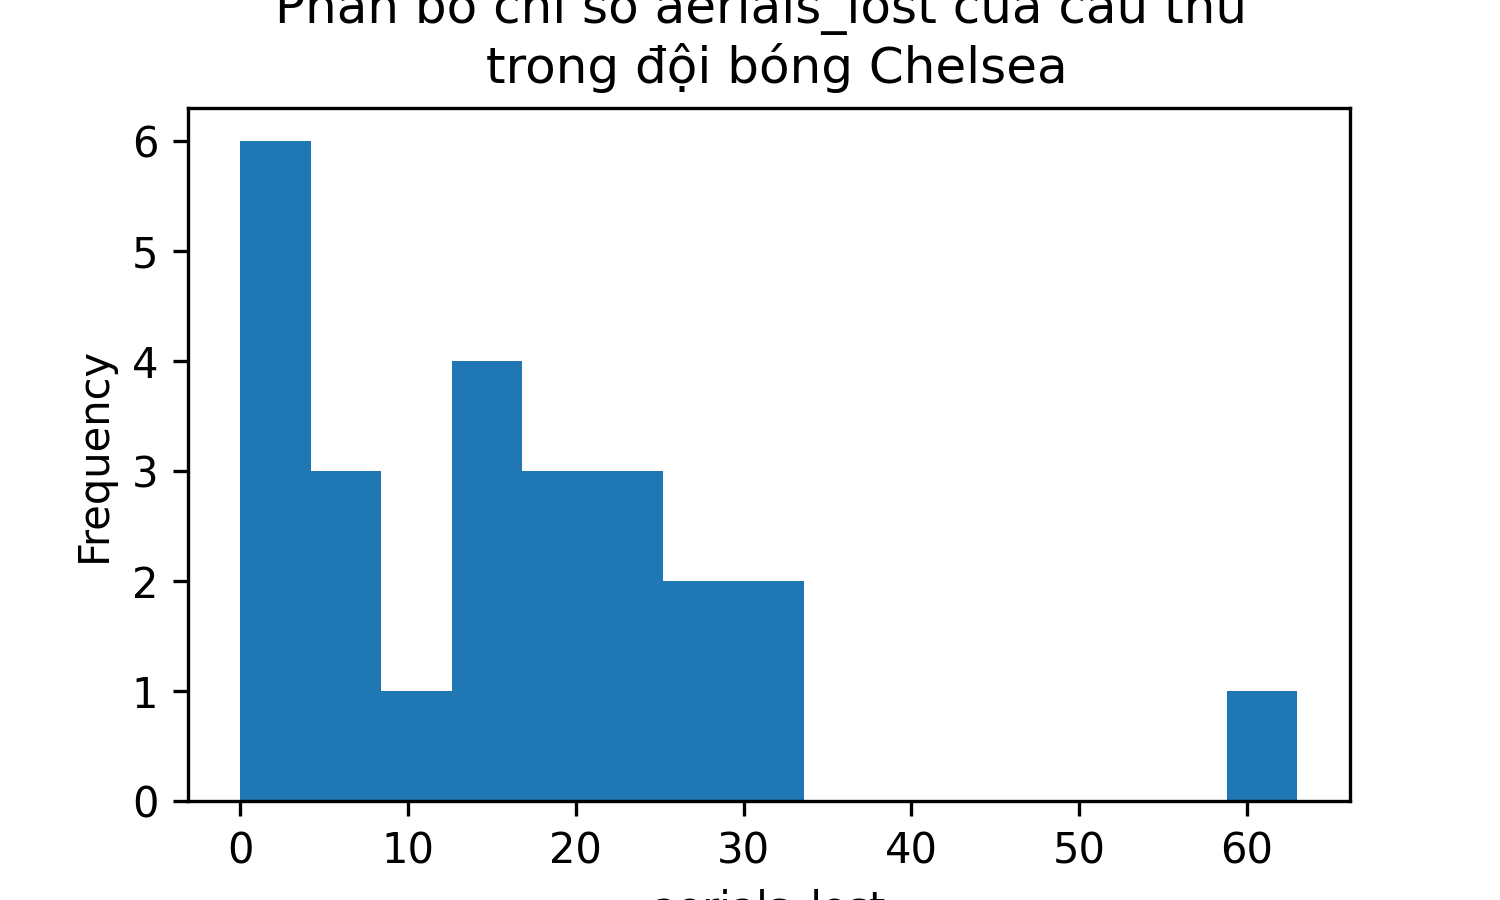 Phân bố chỉ số aerials_lost của cầu thủ
trong đội bóng Chelsea
Frequency
6
5
4
3
2
1
0
0 10 20 30 40 50 60
aerials_lost